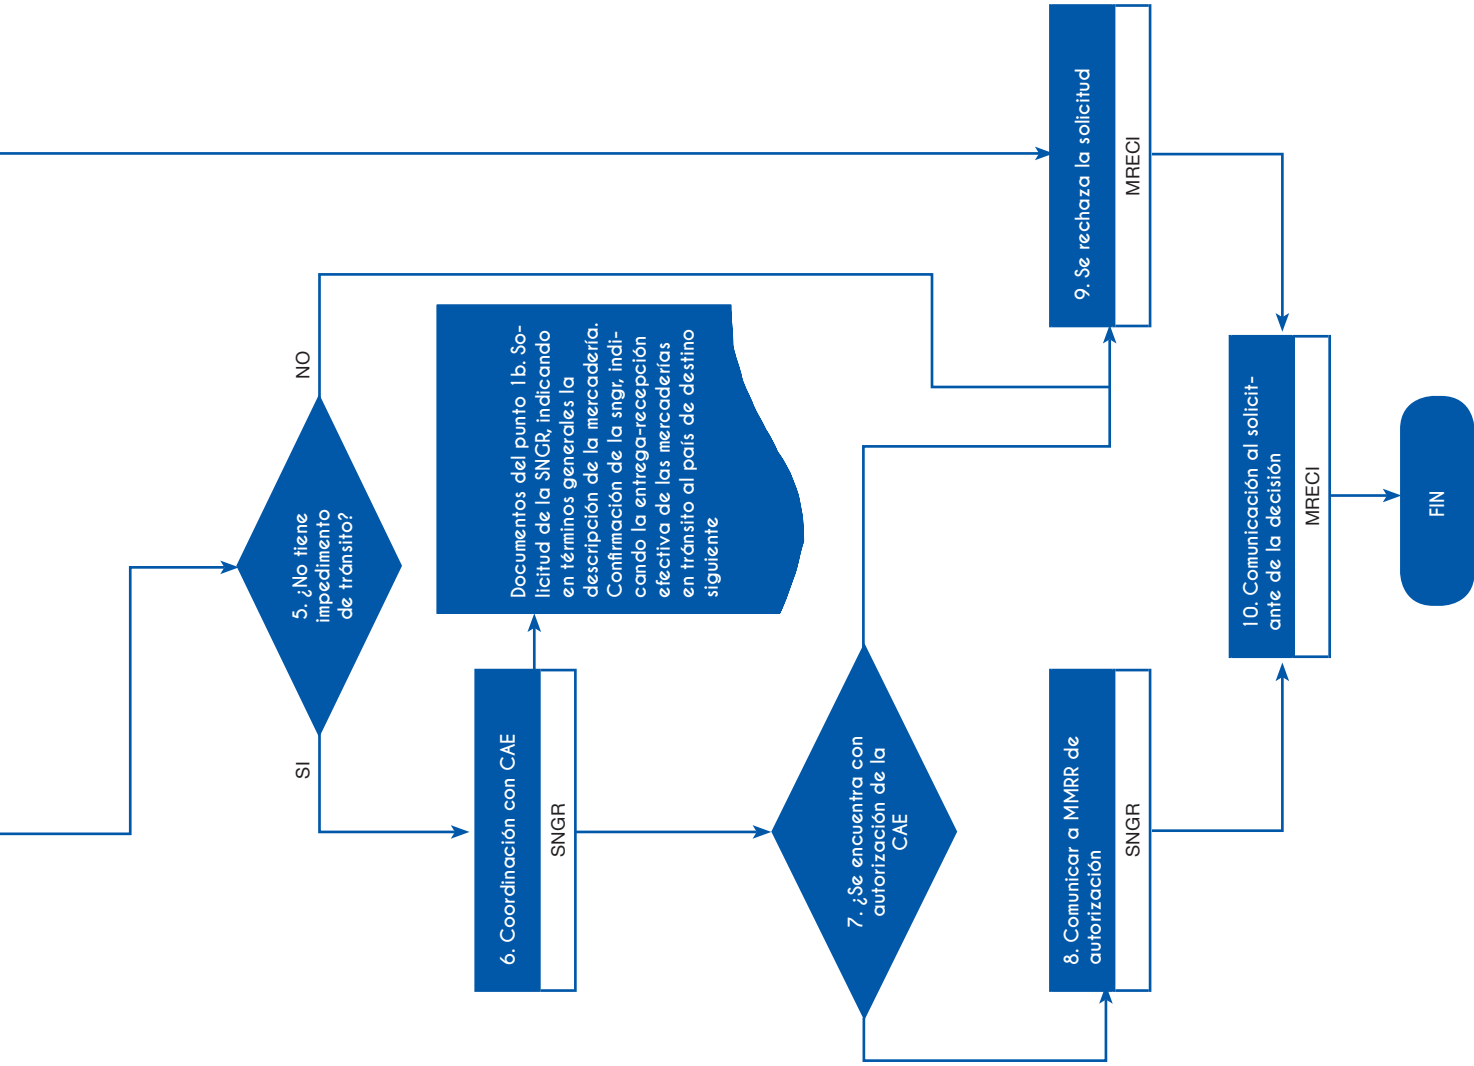 5. ¿No tiene
impedimento
de tránsito?
SI
NO
6. Coordinación con CAE
SNGR
Documentos del punto 1b. So-
licitud de la SNGR, indicando
en términos generales la
descripción de la mercadería.
Confirmación de la sngr, indi-
cando la entrega-recepción
efectiva de las mercaderías
en tránsito al país de destino
siguiente
7. ¿Se encuentra con
autorización de la
CAE
8. Comunicar a MMRR de
autorización
SNGR
9. Se rechaza la solicitud
MRECI
10. Comunicación al solicit-
ante de la decisión
MRECI
FIN